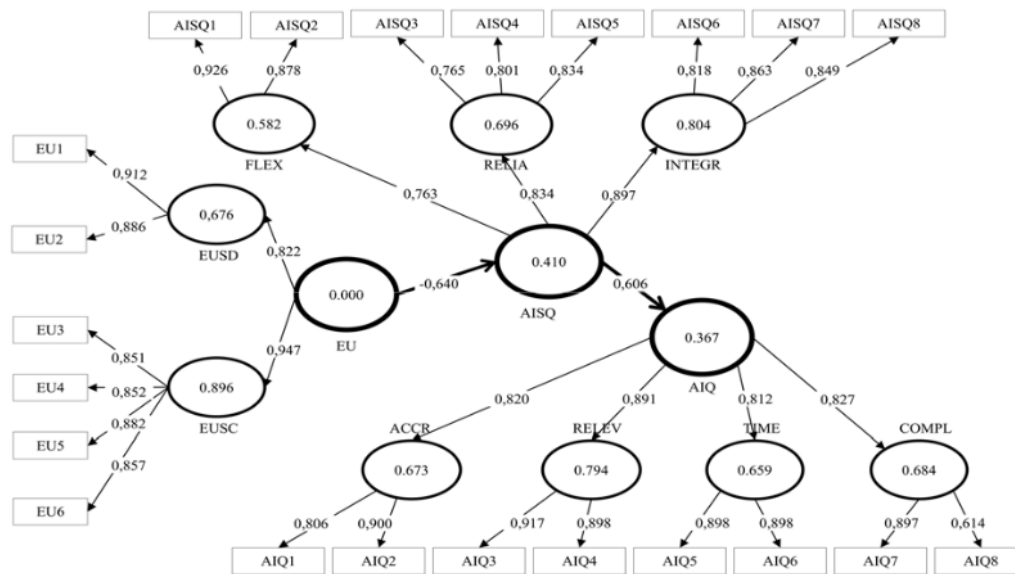 AISQ1
AISQ2
AISQ3
AISQ4
AISQ5
AISQ6
AISQ7
AISQ8
0,926
0,878
0,765
0,801
0,834
0,818
0,863
0,849
0.582
0.696
0.804
FLEX
RELIA
INTEGR
EU1
0,912
0,763
0,834
0,897
0,676
EU2
0,886
EUSD
0,822
0.410
AISQ
0.000
EU
-0,640
0,606
EU3
0,851
0,947
0.367
AIQ
EU4
0,852
0.896
EUSC
EU5
0,882
0,857
EU6
0,820
0,891
0,812
0,827
ACCR
RELEV
TIME
COMPL
0.673
0.794
0.659
0.684
0,806
0,900
0,917
0,898
0,898
0,898
0,897
0,614
AIQ1
AIQ2
AIQ3
AIQ4
AIQ5
AIQ6
AIQ7
AIQ8